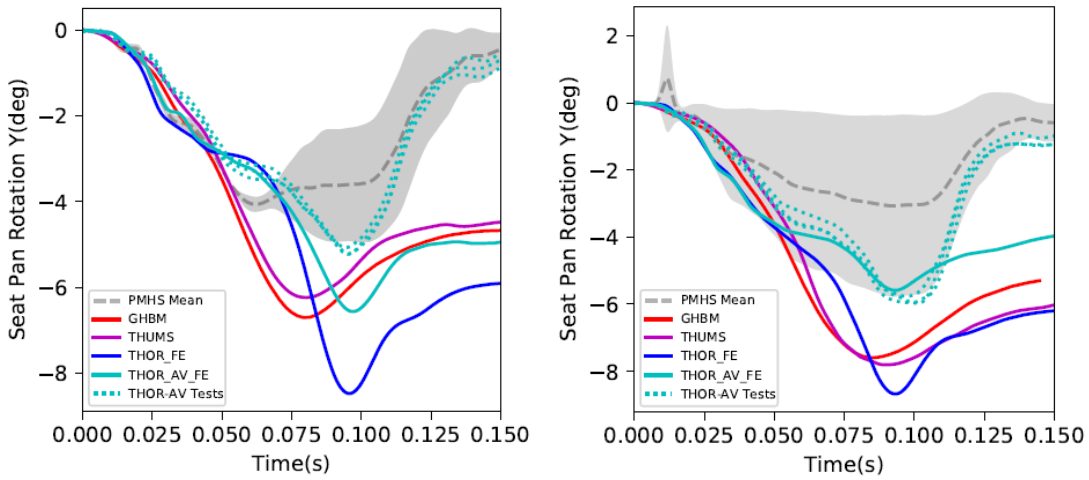 0
−2
−4
−6
−8
Seat Pan Rotation Y(deg)
PMHS Mean
GHBM
THUMS
THOR_FE
THOR_AV_FE
THOR-AV Tests
0.000 0.025 0.050 0.075 0.100 0.125 0.150
Time(s)
2
0
−2
−4
−6
−8
Seat Pan Rotation Y(deg)
PMHS Mean
GHBM
THUMS
THOR_FE
THOR_AV_FE
THOR-AV Tests
0.000 0.025 0.050 0.075 0.100 0.125 0.150
Time(s)